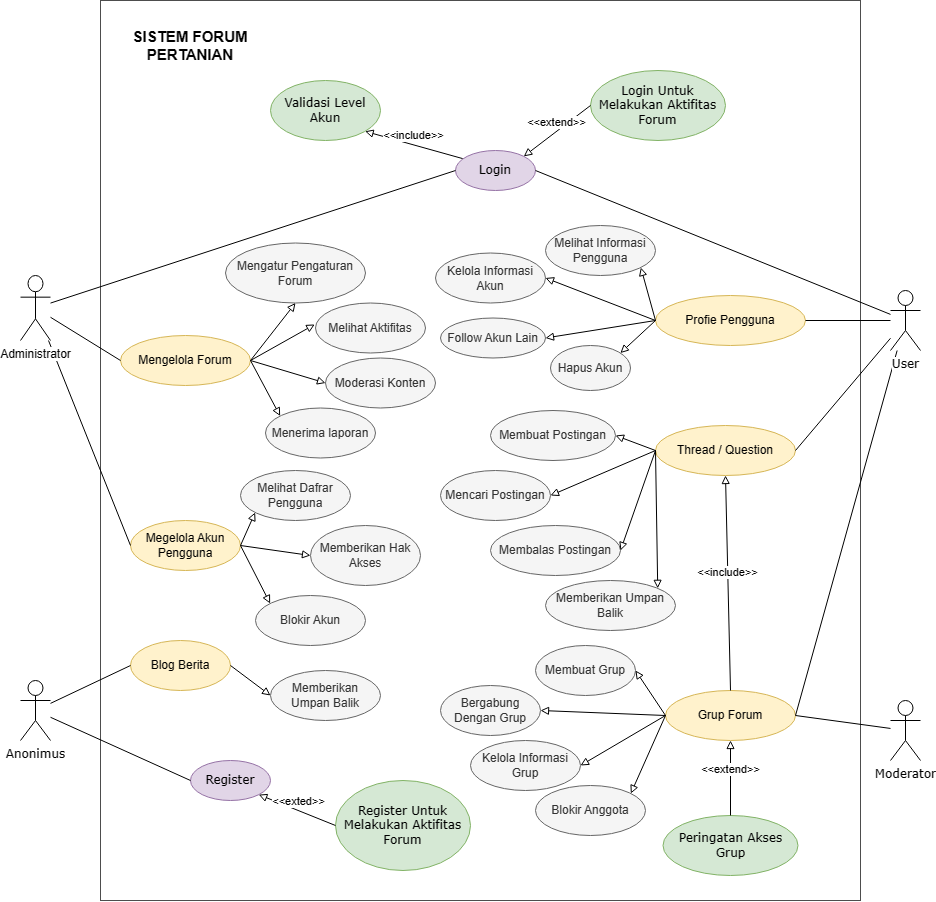 SISTEM FORUM
PERTANIAN
Validasi Level
Akun
<<include>>
Login Untuk
Melakukan Aktifitas
Forum
<<extend>>
Login
Mengatur Pengaturan
Forum
Melihat Aktifitas
Mengelola Forum
Moderasi Konten
Menerima laporan
Administrator
Melihat Informasi
Pengguna
Kelola Informasi
Akun
Profie Pengguna
Follow Akun Lain
Hapus Akun
User
Membuat Postingan
Thread / Question
Mencari Postingan
Membalas Postingan
Memberikan Umpan
Balik
<<include>>
Melihat Dafrar
Pengguna
Megelola Akun
Pengguna
Memberikan Hak
Akses
Blokir Akun
Blog Berita
Memberikan
Umpan Balik
Anonimus
Register
<<exted>>
Register Untuk
Melakukan Aktifitas
Forum
Membuat Grup
Bergabung
Dengan Grup
Grup Forum
Kelola Informasi
Grup
Blokir Anggota
<<extend>>
Peringatan Akses
Grup
Moderator